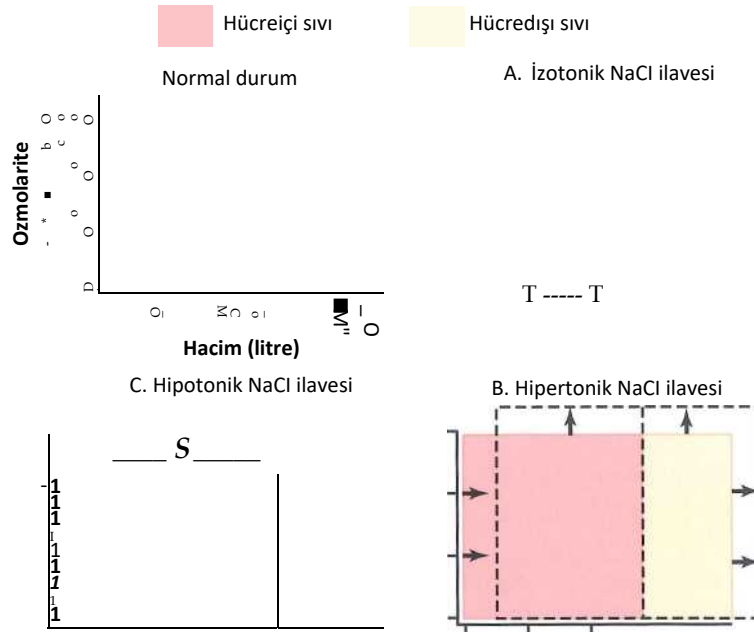 Hücreiçi sıvı
Hücredışı sıvı
Normal durum
A. İzotonik NaCI ilavesi
Ozmolarite
T ----- T
Hacim (litre)
C. Hipotonik NaCI ilavesi
B. Hipertonik NaCI ilavesi
S